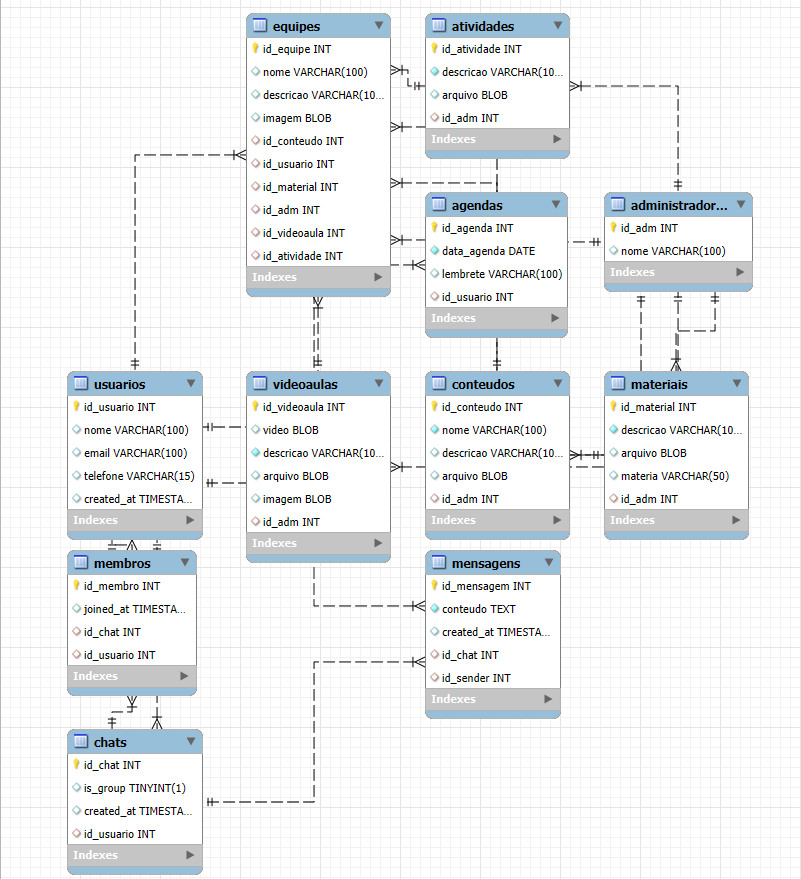 equipes
id_equipe INT
nome VARCHAR(100)
descricao VARCHAR(10...
imagem BLOB
id_conteudo INT
id_usuario INT
id_material INT
id_adm INT
id_videoaula INT
id_atividade INT
Indexes
atividades
id_atividade INT
descricao VARCHAR(10...
arquivo BLOB
id_adm INT
Indexes
agendas
id_agenda INT
data_agenda DATE
lembrete VARCHAR(100)
id_usuario INT
Indexes
administrador...
id_adm INT
nome VARCHAR(100)
Indexes
usuarios
id_usuario INT
nome VARCHAR(100)
email VARCHAR(100)
telefone VARCHAR(15)
created_at TIMESTA...
Indexes
videoaulas
id_videoaula INT
video BLOB
descricao VARCHAR(10...
arquivo BLOB
imagem BLOB
id_adm INT
Indexes
conteudos
id_conteudo INT
nome VARCHAR(100)
descricao VARCHAR(10...
arquivo BLOB
id_adm INT
Indexes
materiais
id_material INT
descricao VARCHAR(10...
arquivo BLOB
materia VARCHAR(50)
id_adm INT
Indexes
membros
id_membro INT
joined_at TIMESTA...
id_chat INT
id_usuario INT
Indexes
mensagens
id_mensagem INT
conteudo TEXT
created_at TIMESTA...
id_chat INT
id_sender INT
Indexes
chats
id_chat INT
is_group TINYINT(1)
created_at TIMESTA...
id_usuario INT
Indexes